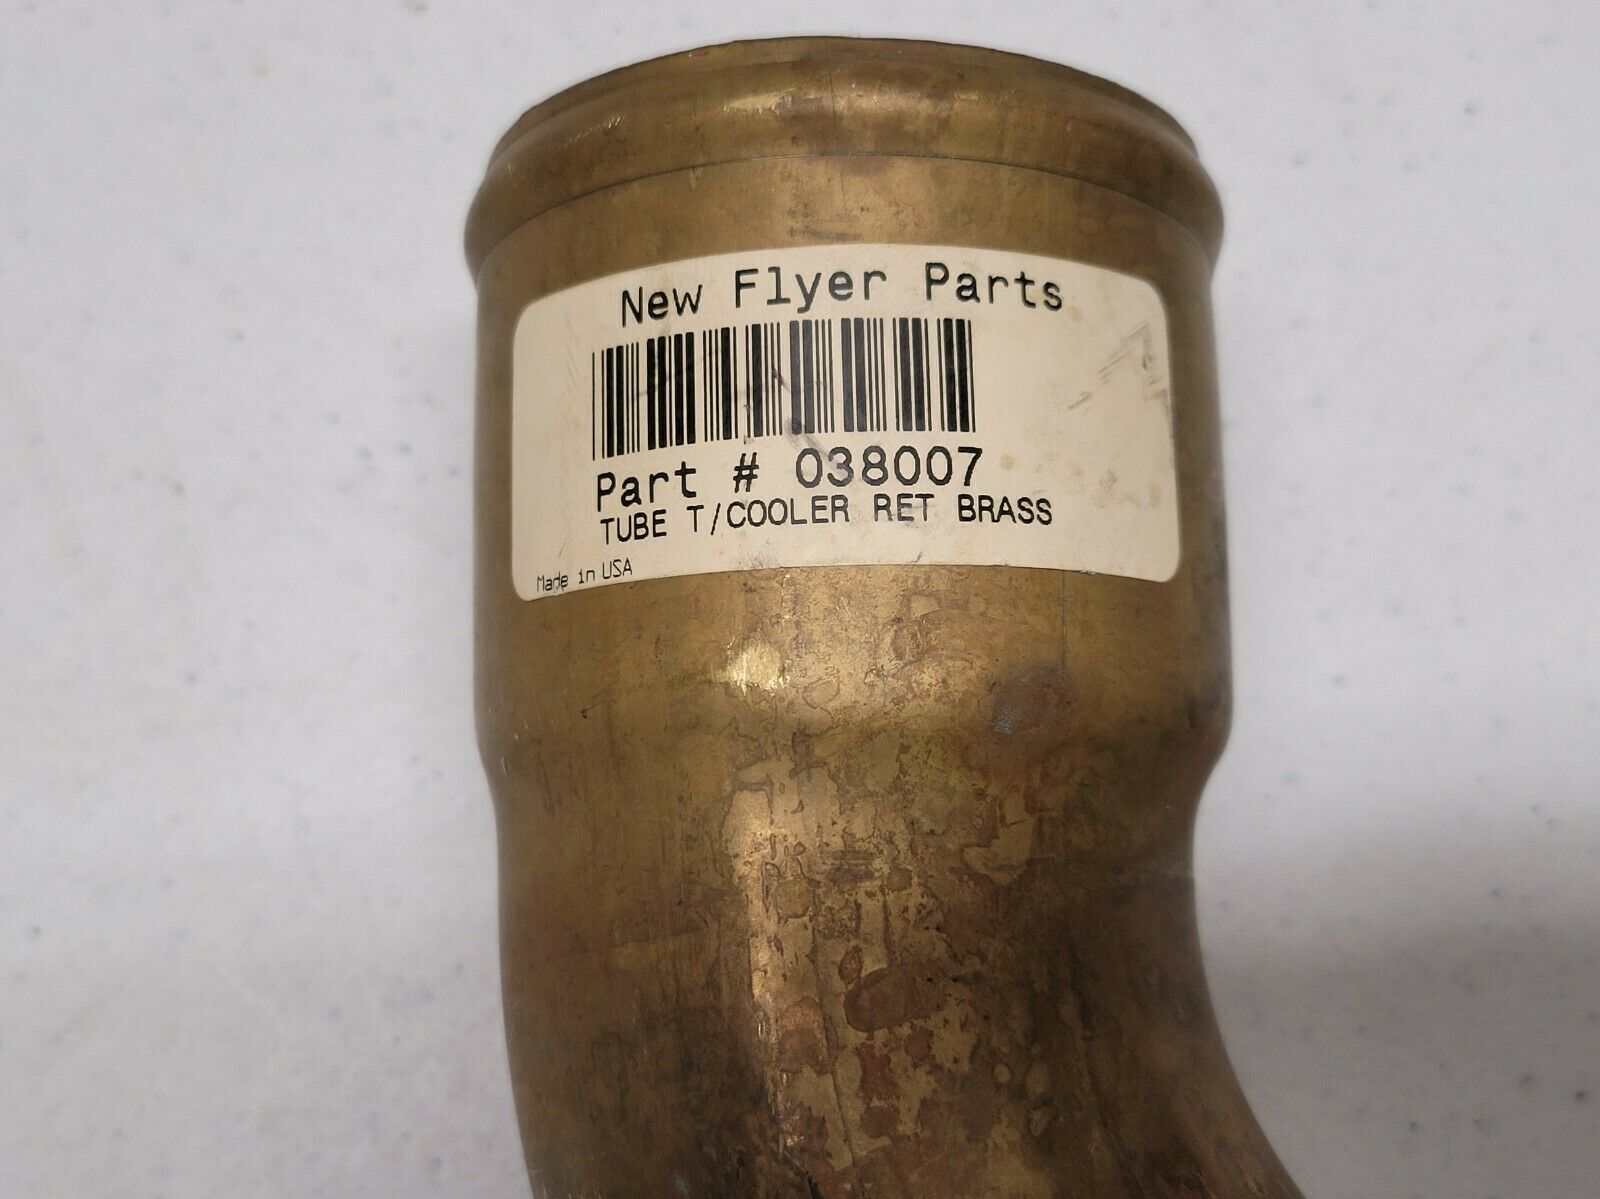 New Flyer Parts
Part # 038007
TUBE T/COOLER RET BRASS
Made in USA